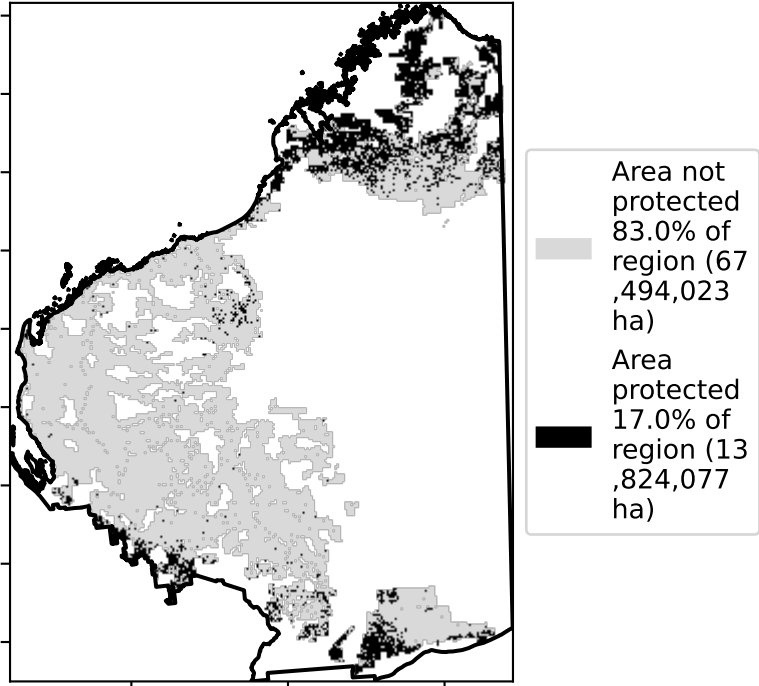 Area not
protected
83.0% of
region (67
,494,023
ha)
Area
protected
17.0% of
region (13
,824,077
ha)